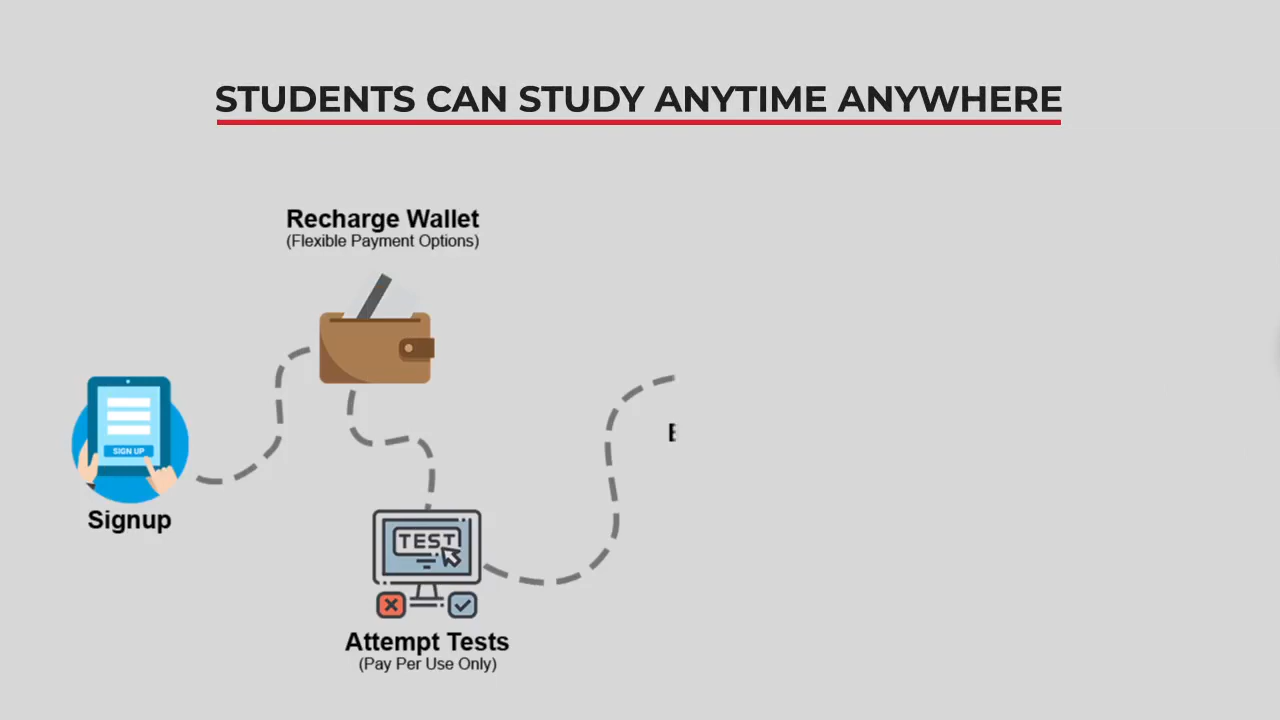 STUDENTS CAN STUDY ANYTIME ANYWHERE
Recharge Wallet
(Flexible Payment Options)
SIGN UP
Signup
TEST
Attempt Tests
(Pay Per Use Only)